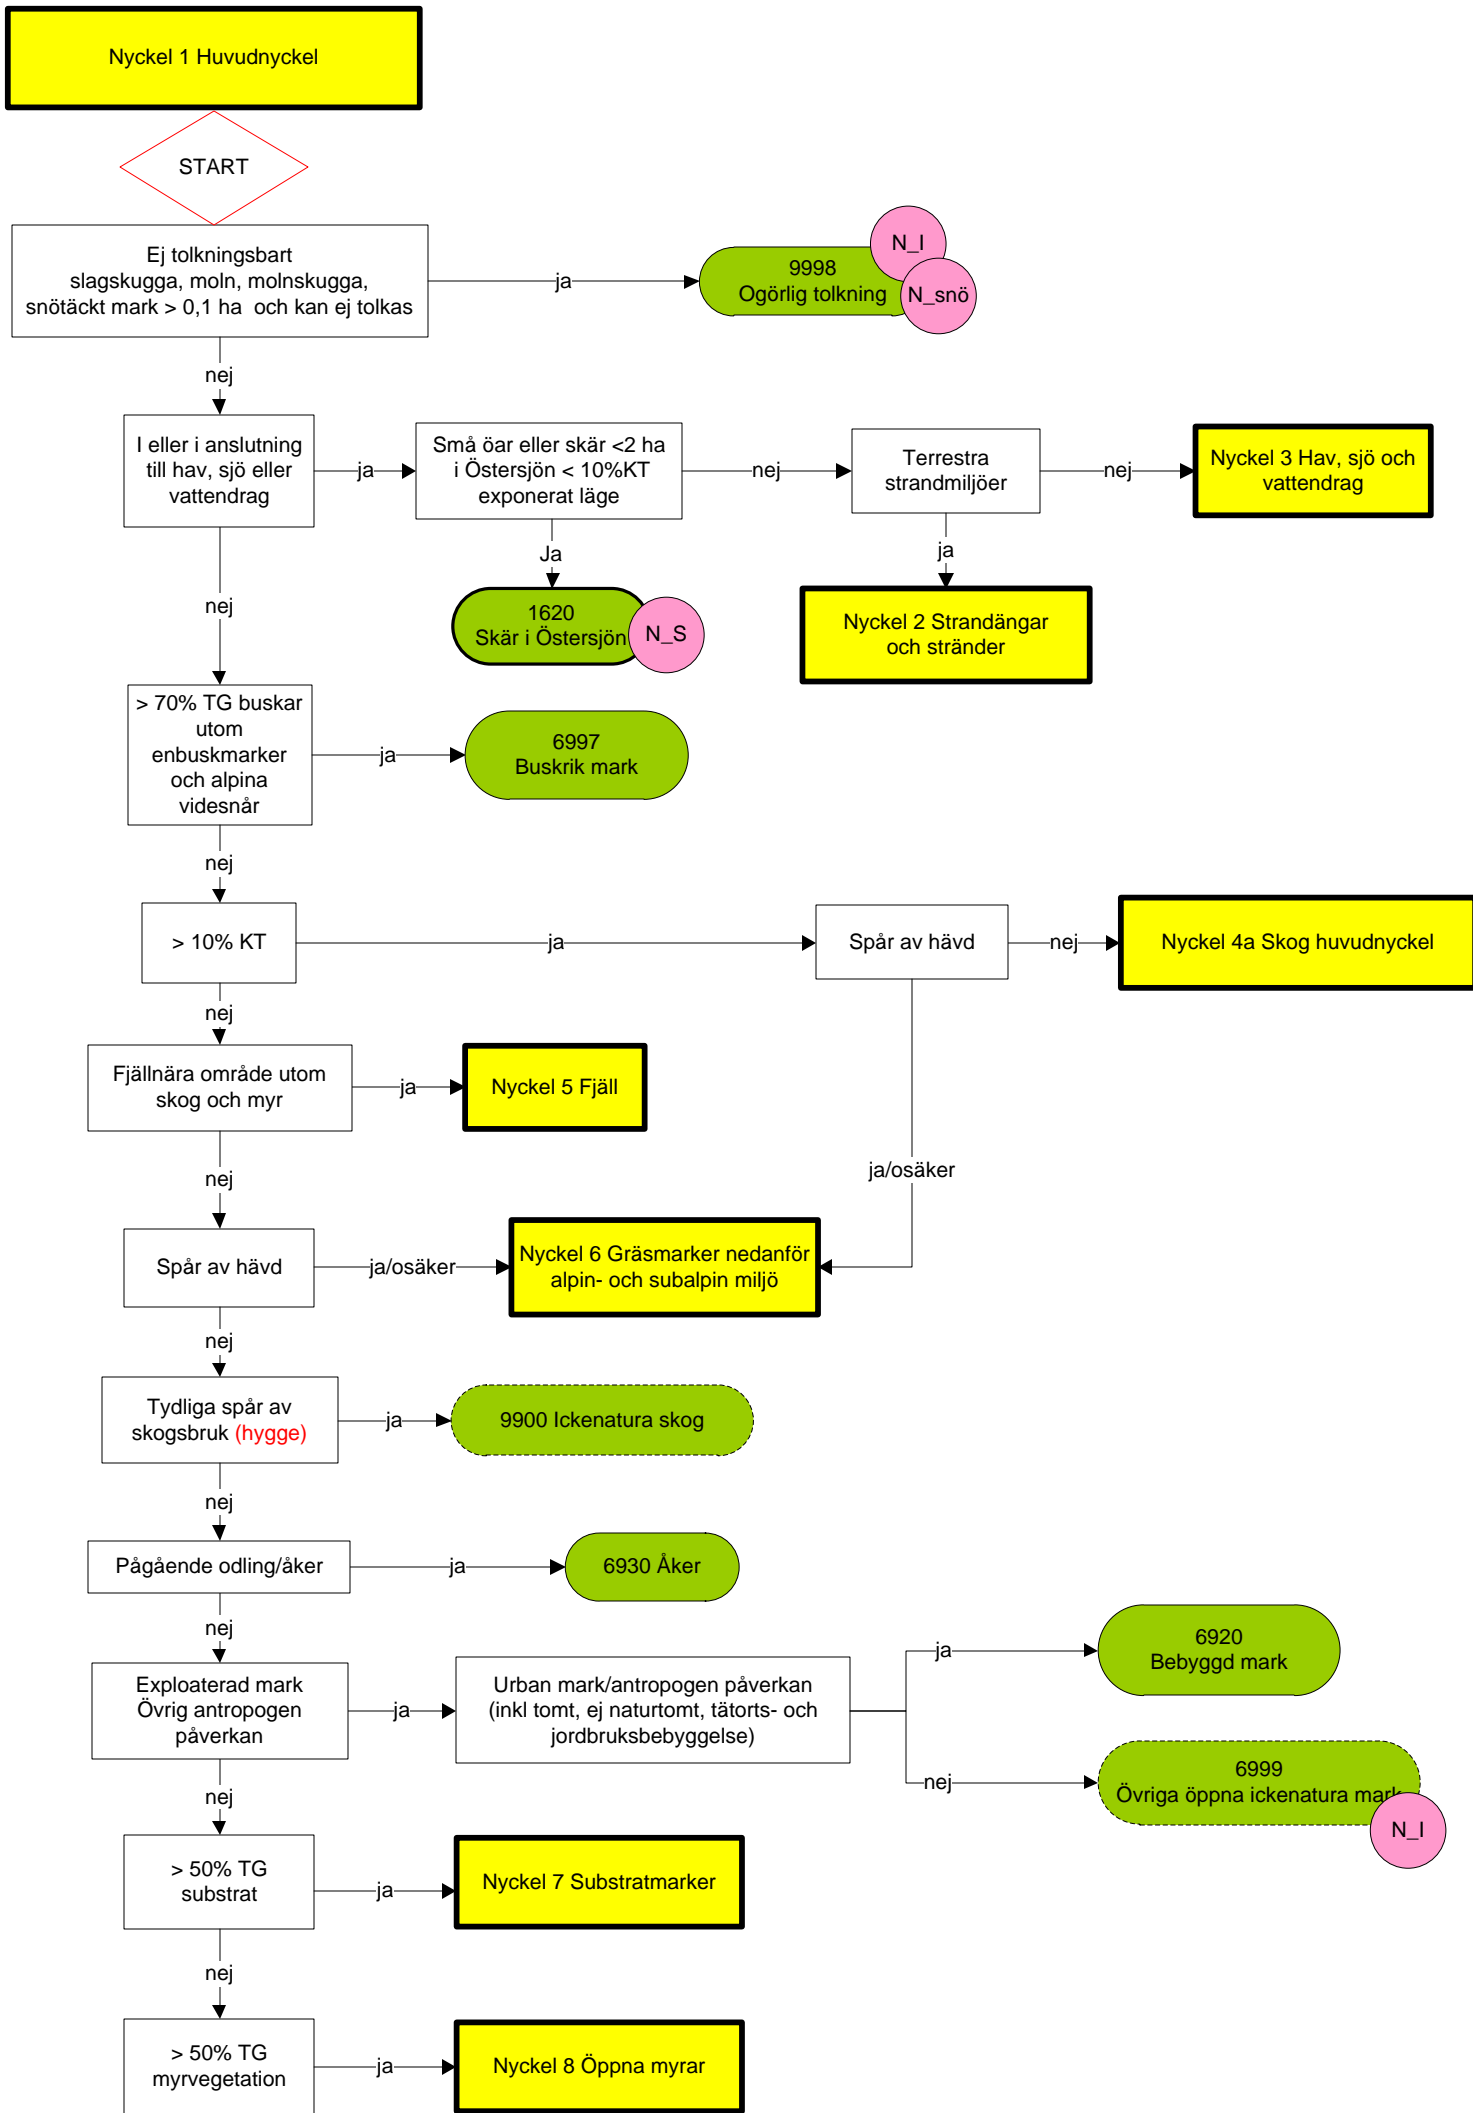 Nyckel 1 Huvudnyckel
START
Ej tolkningsbart
slagskugga, moln, molnskugga,
snötäckt mark > 0,1 ha och kan ej tolkas
ja
9998
Ogörlig tolkning
N_I
N_snö
nej
I eller i anslutning
till hav, sjö eller
vattendrag
ja
Små öar eller skär <2 ha
i Östersjön < 10%KT
exponerat läge
nej
Terrestra
strandmiljöer
nej
Nyckel 3 Hav, sjö och
vattendrag
Ja
ja
1620
Skär i Östersjön
N_S
Nyckel 2 Strandängar
och stränder
nej
> 70% TG buskar
utom
enbuskmarker
och alpina
videsnår
ja
6997
Buskrik mark
nej
> 10% KT
ja
Spår av hävd
nej
Nyckel 4a Skog huvudnyckel
nej
Fjällnära område utom
skog och myr
ja
Nyckel 5 Fjäll
ja/osäker
nej
Spår av hävd
ja/osäker
Nyckel 6 Gräsmarker nedanför
alpin- och subalpin miljö
nej
Tydliga spår av
skogsbruk (hygge)
ja
9900 Ickenatura skog
nej
Pågående odling/åker
ja
6930 Åker
nej
Exploaterad mark
Övrig antropogen
påverkan
ja
Urban mark/antropogen påverkan
(inkl tomt, ej naturtomt, tätorts- och
jordbruksbebyggelse)
ja
6920
Bebyggd mark
nej
6999
Övriga öppna ickenatura mark
N_I
nej
> 50% TG
substrat
ja
Nyckel 7 Substratmarker
nej
> 50% TG
myrvegetation
ja
Nyckel 8 Öppna myrar